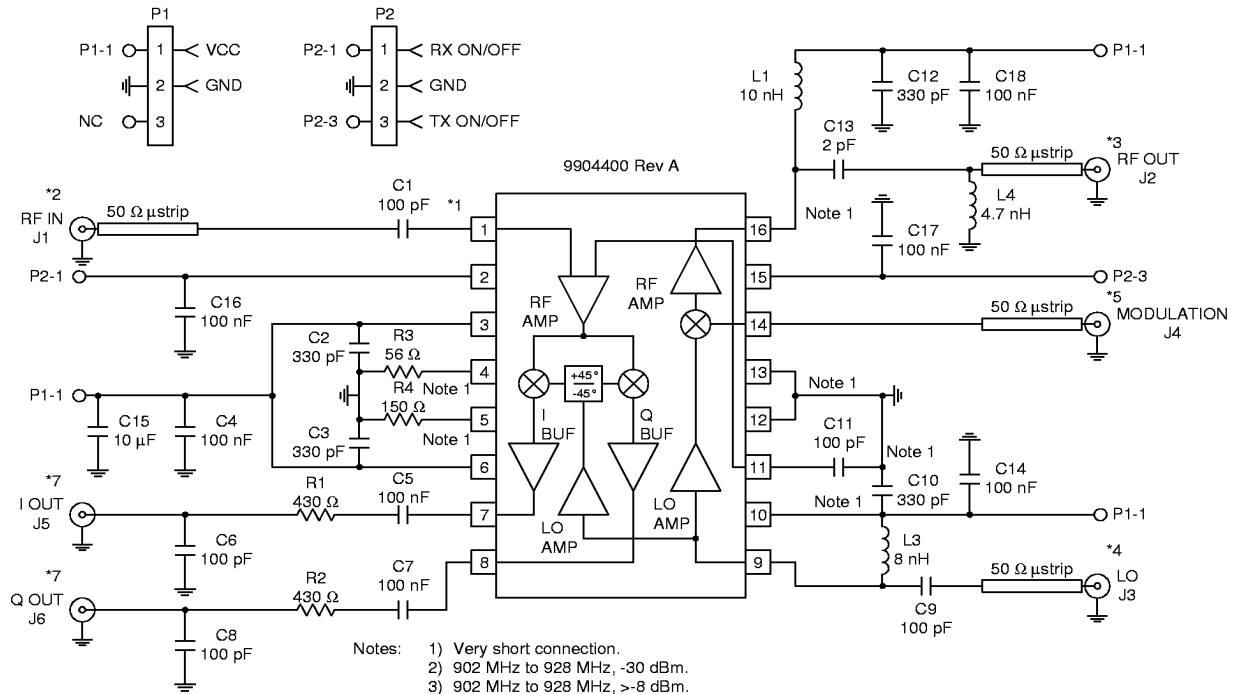 P1
P1-1 1 VCC
2 GND
NC 3
P2
P2-1 1 RX ON/OFF
2 GND
P2-3 3 TX ON/OFF
P1-1
L1
10 nH
C12
330 pF
C18
100 nF
C13
2 pF
50 Ω µstrip
*3
RF OUT
J2
L4
4.7 nH
Note 1
C17
100 nF
P2-3
50 Ω µstrip
*5
MODULATION
J4
9904400 Rev A
*2
RF IN
J1
50 Ω µstrip
C1
100 pF
*1
P2-1
C16
100 nF
C2
330 pF
R3
56 Ω
Note 1
R4
150 Ω
Note 1
P1-1
C15
10 µF
C4
100 nF
C3
330 pF
*7
I OUT
J5
R1
430 Ω
C5
100 nF
C6
100 pF
*7
Q OUT
J6
R2
430 Ω
C7
100 nF
C8
100 pF
1
2
3
4
5
6
7
8
RF
AMP
RF
AMP
+45°
-45°
I
BUF
Q
BUF
LO
AMP
LO
AMP
16
15
14
13
12
11
10
9
Note 1
C11
100 pF
Note 1
C10
330 pF
C14
100 nF
Note 1
P1-1
L3
8 nH
C9
100 pF
50 Ω µstrip
*4
LO
J3
Notes: 1) Very short connection.
2) 902 MHz to 928 MHz, -30 dBm.
3) 902 MHz to 928 MHz, >-8 dBm.